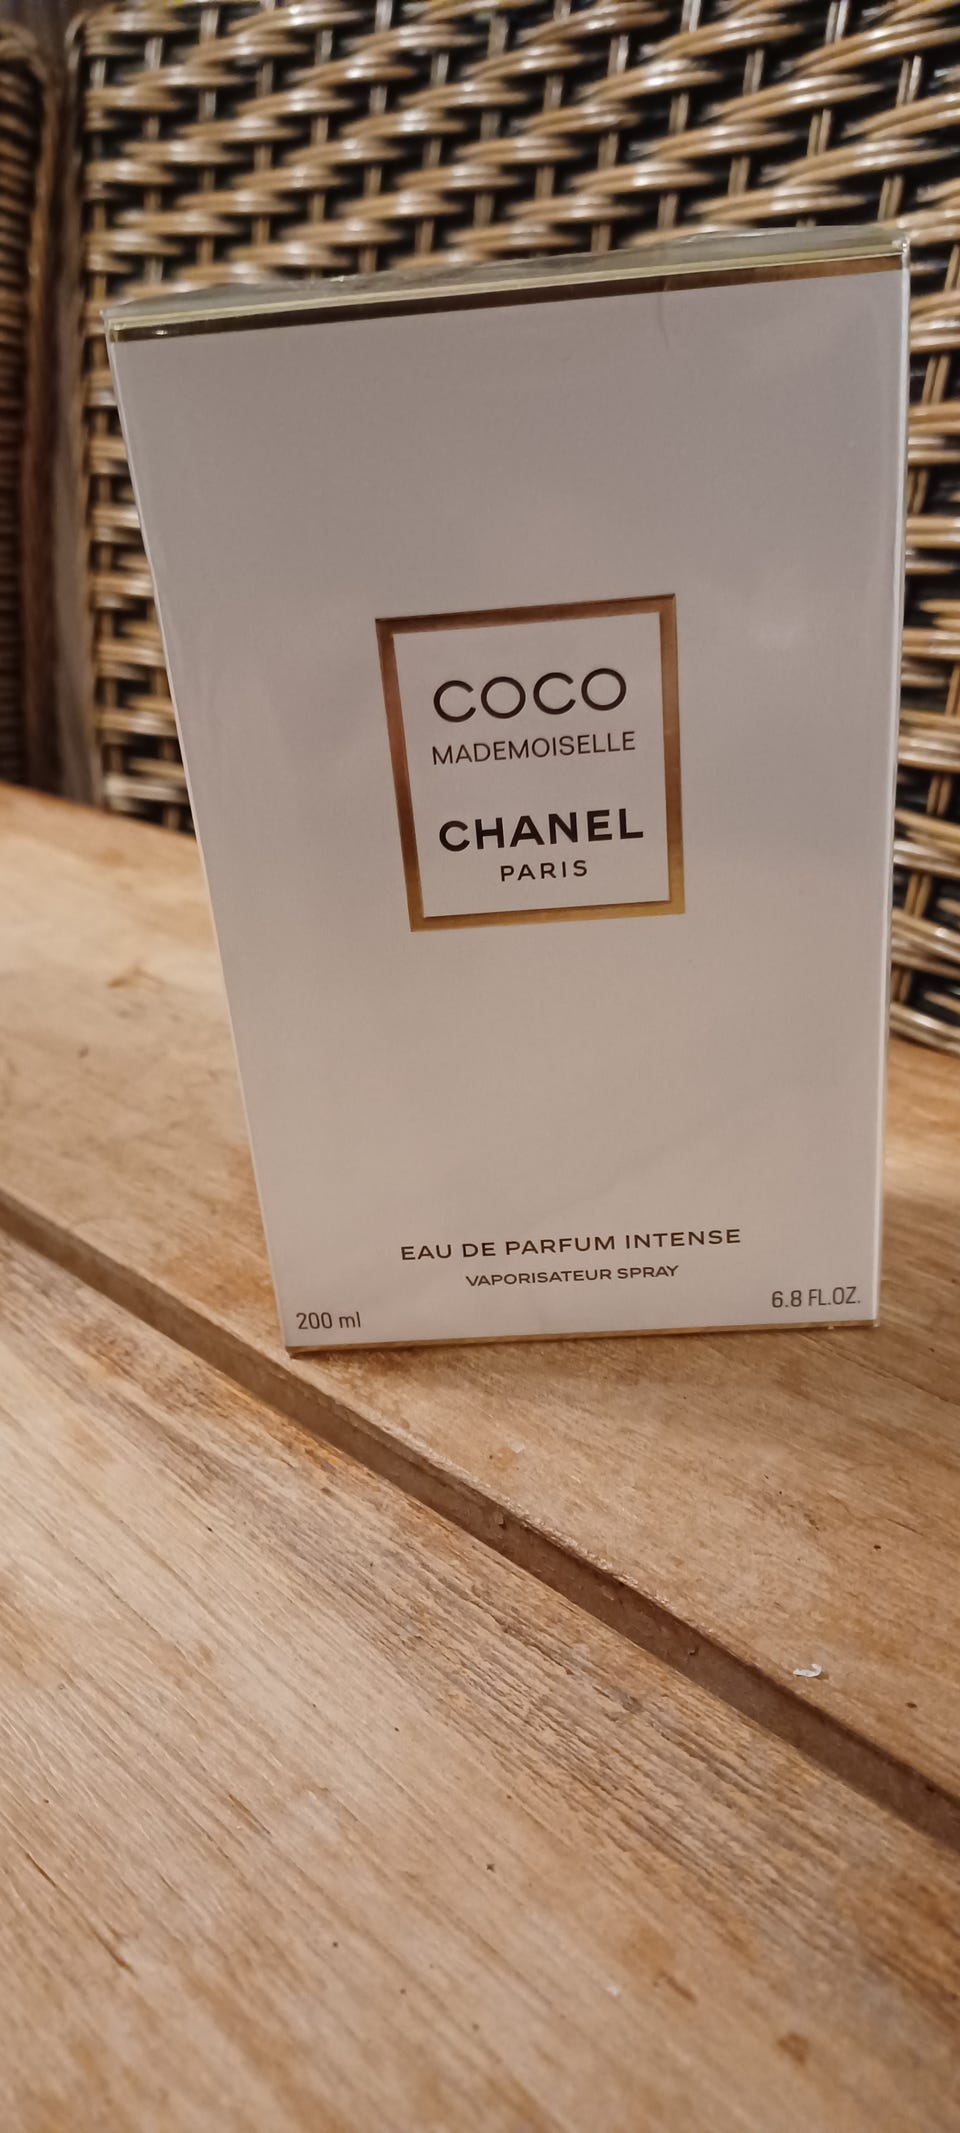 COCO
MADEMOISELLE
CHANEL
PARIS
EAU DE PARFUM INTENSE
VAPORISATEUR SPRAY
200 ml
6.8 FL.OZ.